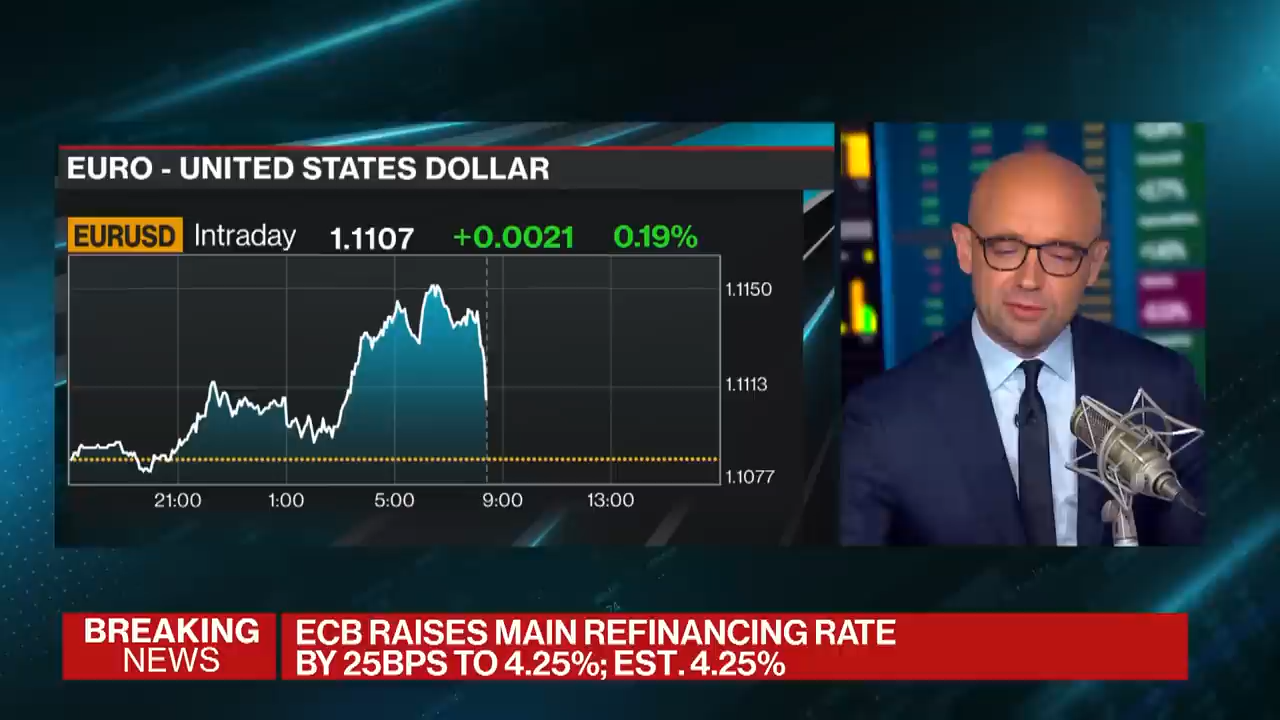 EURO - UNITED STATES DOLLAR
EURUSD Intraday 1.1107 +0.0021 0.19%
1.1150
1.1113
1.1077
21:00 1:00 5:00 9:00 13:00
BREAKING NEWS
ECB RAISES MAIN REFINANCING RATE
BY 25BPS TO 4.25%; EST. 4.25%